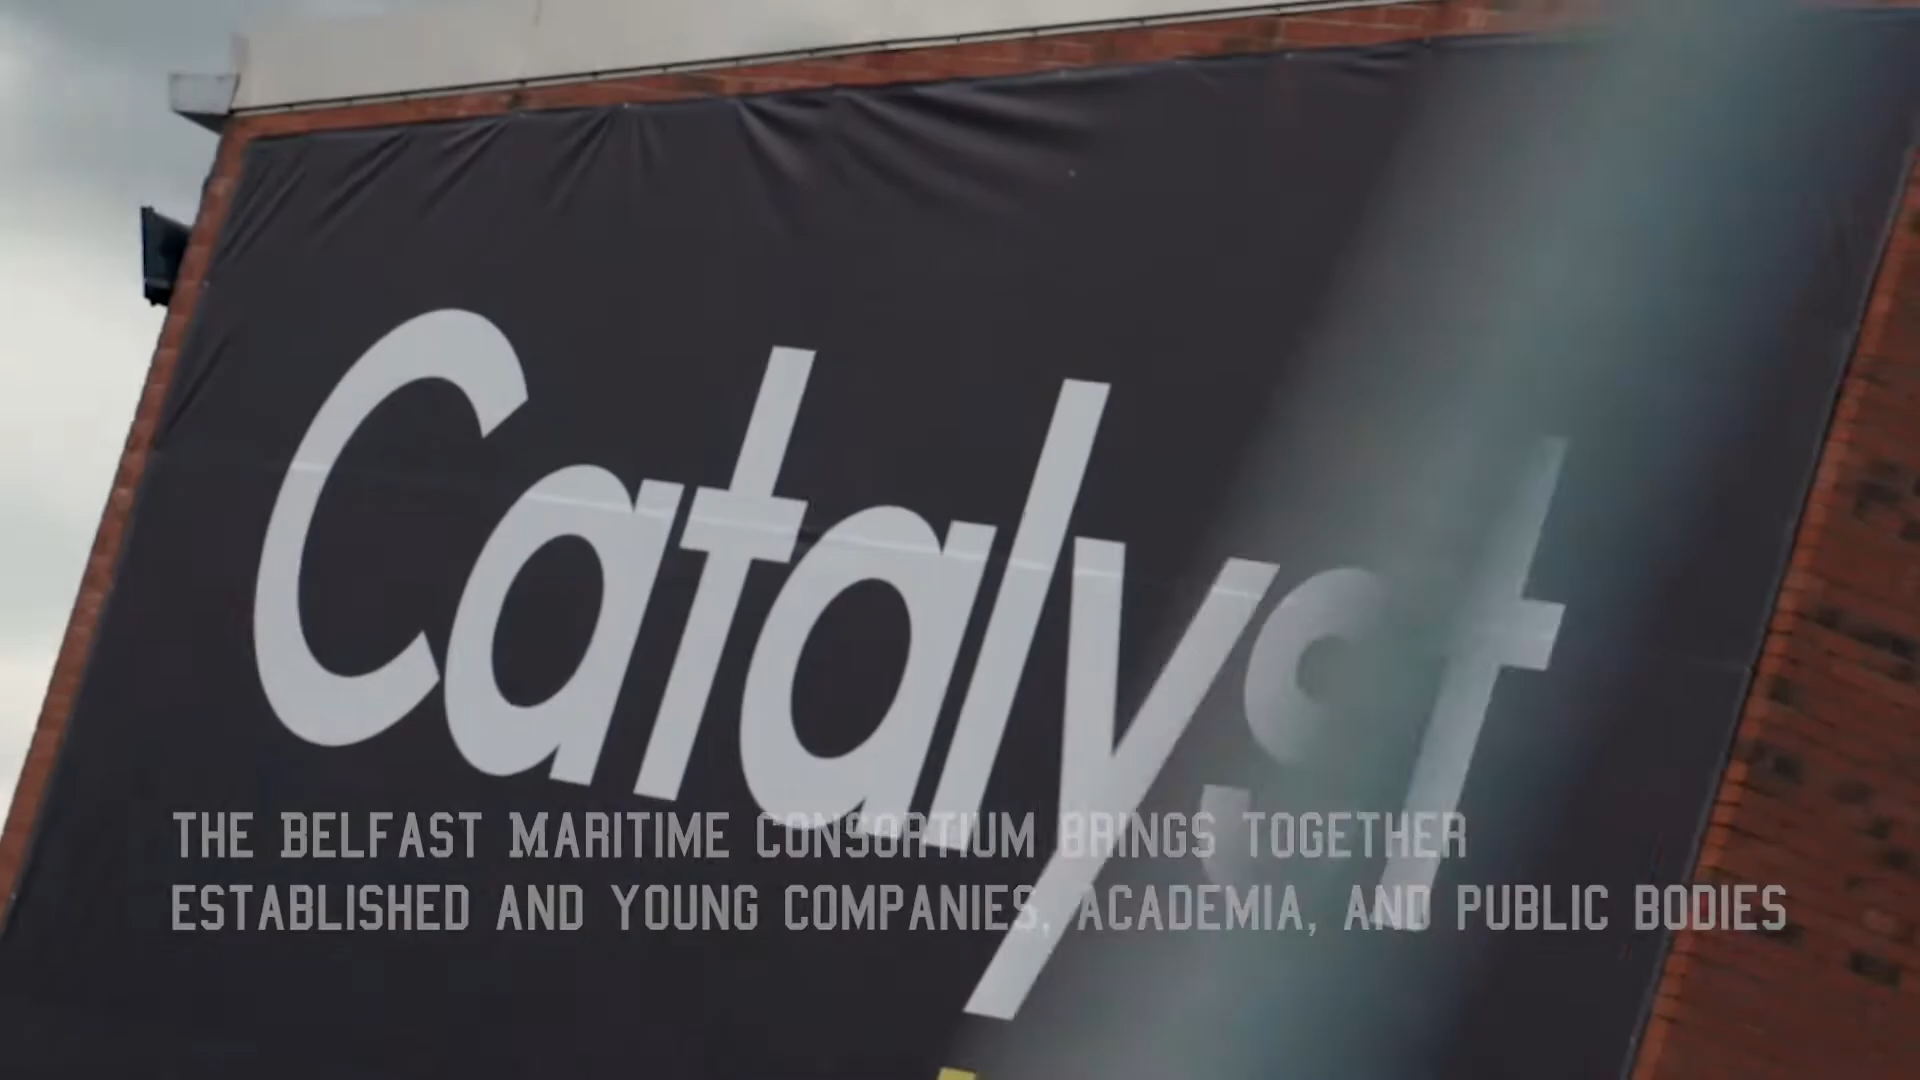 Catalyst
THE BELFAST MARITIME CONSORTIUM BRINGS TOGETHER
ESTABLISHED AND YOUNG COMPANIES, ACADEMIA, AND PUBLIC BODIES